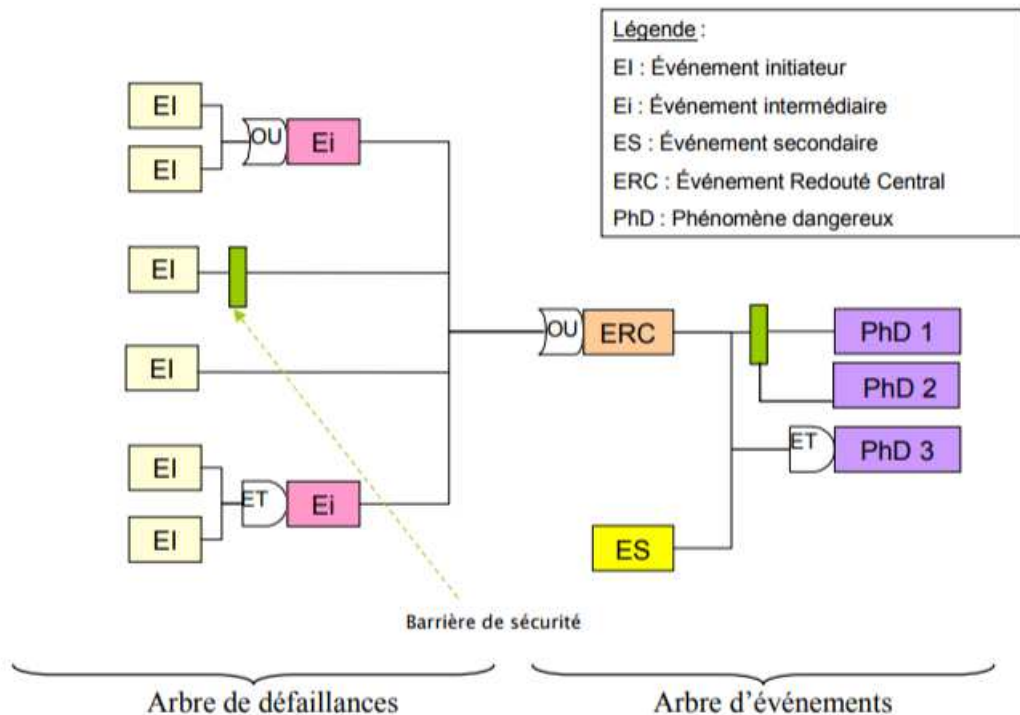 Légende :
EI : Événement initiateur
Ei : Événement intermédiaire
ES : Événement secondaire
ERC : Événement Redouté Central
PhD : Phénomène dangereux
EI
EI
OU
Ei
EI
EI
OU
ERC
PhD 1
PhD 2
EI
EI
ET
Ei
ET
PhD 3
ES
Barrière de sécurité
Arbre de défaillances
Arbre d'événements